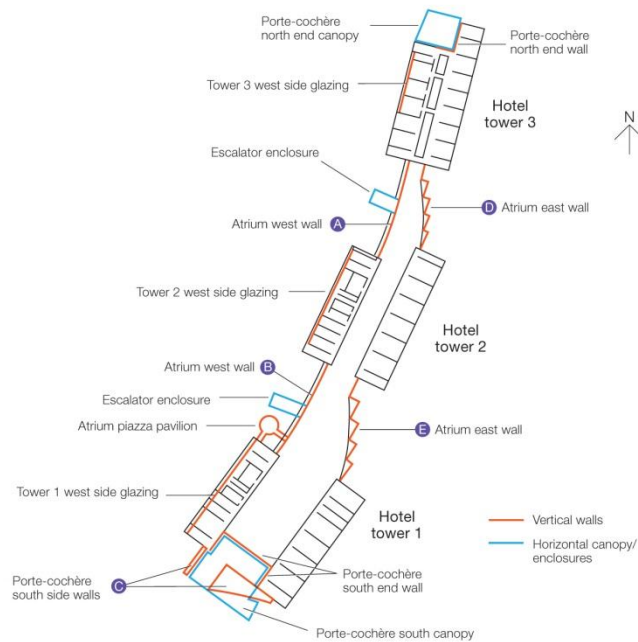 Porte-cochère
north end canopy
Porte-cochère
north end wall
Tower 3 west side glazing
Hotel
tower 3
N
Escalator enclosure
D Atrium east wall
Atrium west wall A
Tower 2 west side glazing
Hotel
tower 2
Atrium west wall B
Escalator enclosure
E Atrium east wall
Atrium piazza pavilion
Tower 1 west side glazing
Hotel
tower 1
Vertical walls
Horizontal canopy/
enclosures
Porte-cochère
south side walls
C
Porte-cochère
south end wall
Porte-cochère south canopy